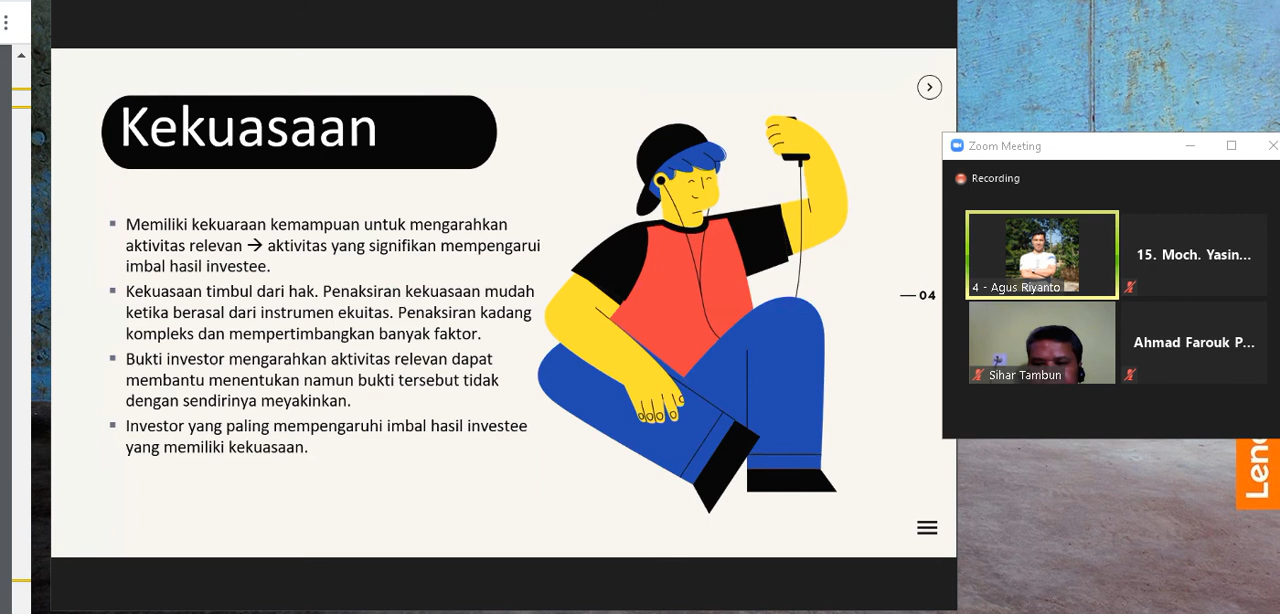 Kekuasaan
Memiliki kekuaraan kemampuan untuk mengarahkan
aktivitas relevan → aktivitas yang signifikan mempengarui
imbal hasil investee.
Kekuasaan timbul dari hak. Penaksiran kekuasaan mudah
ketika berasal dari instrumen ekuitas. Penaksiran kadang
kompleks dan mempertimbangkan banyak faktor.
Bukti investor mengarahkan aktivitas relevan dapat
membantu menentukan namun bukti tersebut tidak
dengan sendirinya meyakinkan.
Investor yang paling mempengaruhi imbal hasil investee
yang memiliki kekuasaan.
04
Zoom Meeting
Recording
4 - Agus Riyanto
15. Moch. Yasin...
Sihar Tambun
Ahmad Farouk P...
Leno